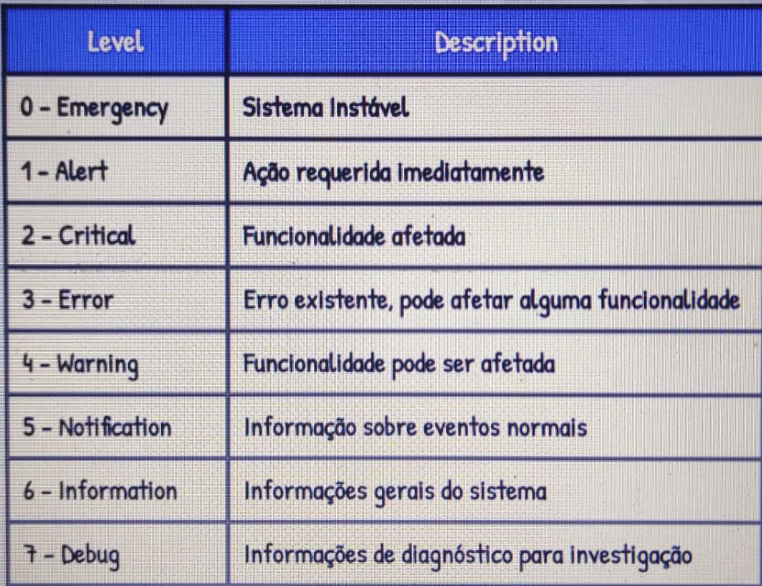 Level Description
0 - Emergency Sistema Instável
1 - Alert Ação requerida imediatamente
2 - Critical Funcionalidade afetada
3 - Error Erro existente, pode afetar alguma funcionalidade
4 - Warning Funcionalidade pode ser afetada
5 - Notification Informação sobre eventos normais
6 - Information Informações gerais do sistema
7 - Debug Informações de diagnóstico para investigação